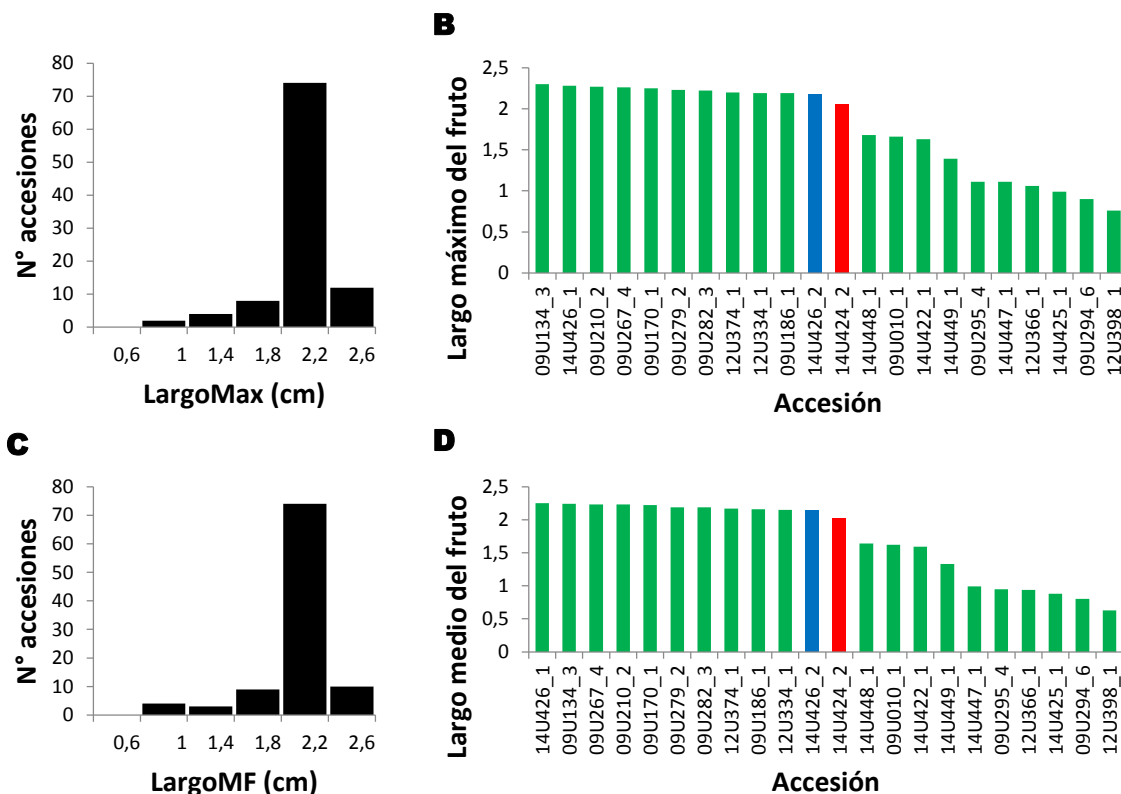 B
80
70
60
50
40
30
20
10
0
N° accesiones
0,6 1 1,4 1,8 2,2 2,6
LargoMax (cm)
2,5
2
1,5
1
0,5
0
Largo máximo del fruto
09U134_3
14U426_1
09U210_2
09U267_4
09U170_1
09U279_2
09U282_3
12U374_1
12U334_1
09U186_1
14U426_2
14U424_2
14U448_1
09U010_1
14U422_1
14U449_1
09U295_4
14U447_1
12U366_1
14U425_1
09U294_6
12U398_1
Accesión
C
80
70
60
50
40
30
20
10
0
N° accesiones
0,6 1 1,4 1,8 2,2 2,6
LargoMF (cm)
D
2,5
2
1,5
1
0,5
0
Largo medio del fruto
14U426_1
09U134_3
09U267_4
09U210_2
09U170_1
09U279_2
09U282_3
12U374_1
09U186_1
12U334_1
14U426_2
14U424_2
14U448_1
09U010_1
14U422_1
14U449_1
14U447_1
09U295_4
12U366_1
14U425_1
09U294_6
12U398_1
Accesión